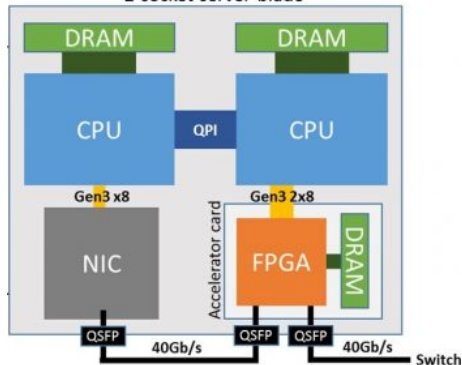 DRAM
DRAM
CPU
QPI
CPU
Gen3 x8
Gen3 2x8
NIC
Accelerator card
FPGA
DRAM
QSFP
QSFP
QSFP
40Gb/s
40Gb/s
Switch